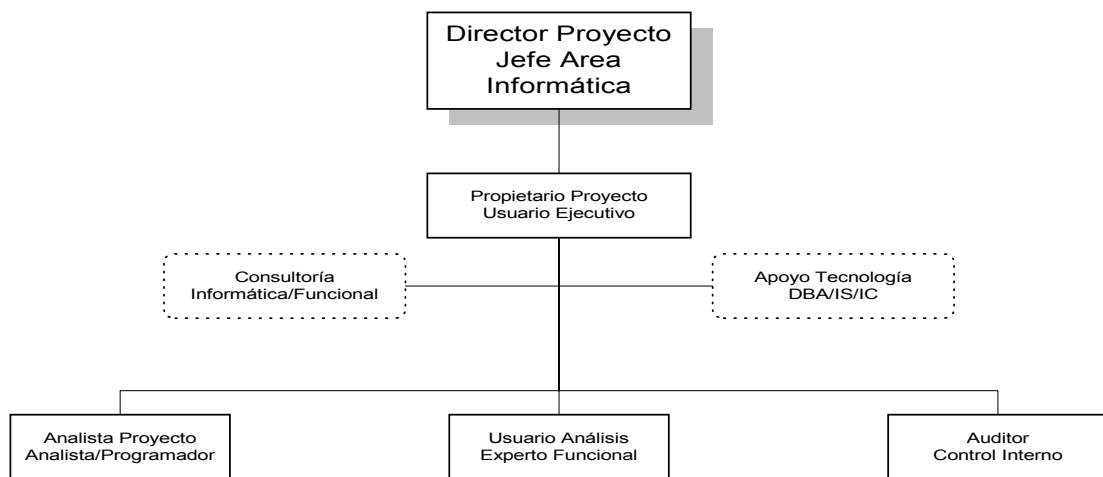 Director Proyecto
Jefe Area
Informática
Propietario Proyecto
Usuario Ejecutivo
Consultoría
Informática/Funcional
Apoyo Tecnología
DBA/IS/IC
Analista Proyecto
Analista/Programador
Usuario Análisis
Experto Funcional
Auditor
Control Interno